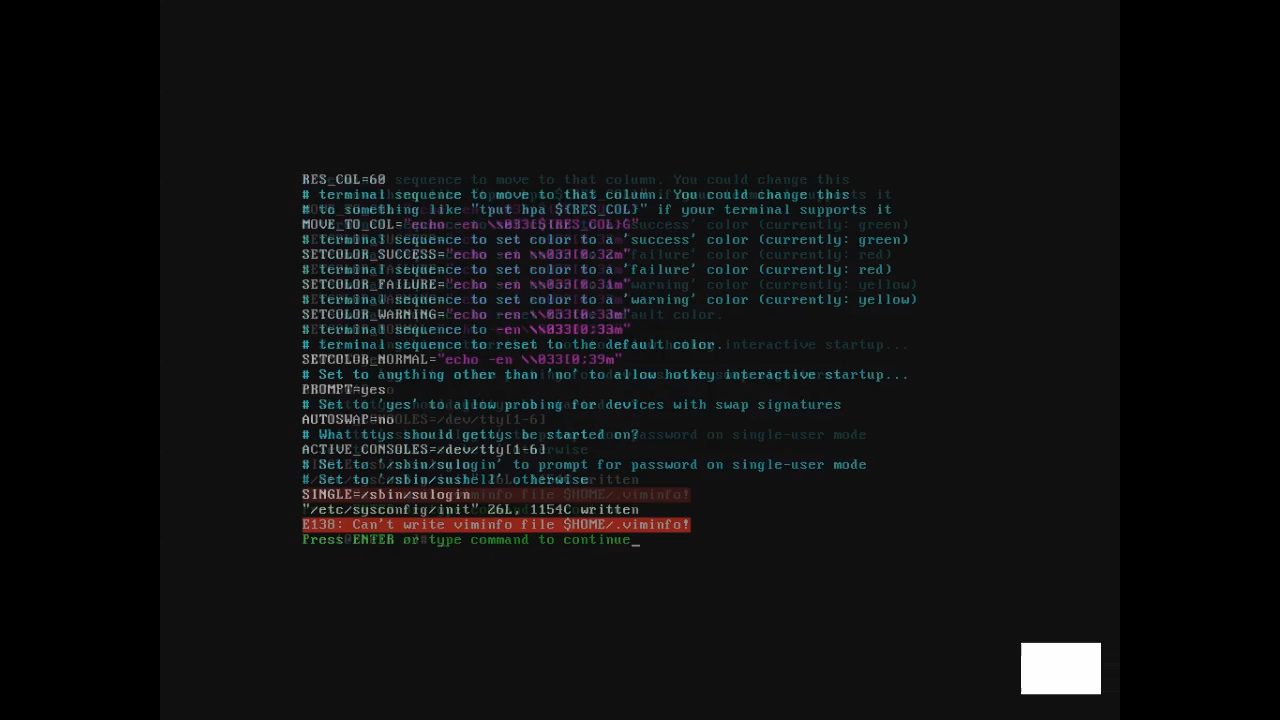 RES_COL=60
# terminal sequence to move to that column. You could change this
# to something like "tput hpa ${RES_COL}" if your terminal supports it
MOVE_TO_COL="echo -en \\033[${RES_COL}G"
# terminal sequence to set color to a 'success' color (currently: green)
SETCOLOR_SUCCESS="echo -en \\033[0;32m"
# terminal sequence to set color to a 'failure' color (currently: red)
SETCOLOR_FAILURE="echo -en \\033[0;31m"
# terminal sequence to set color to a 'warning' color (currently: yellow)
SETCOLOR_WARNING="echo -en \\033[0;33m"
# terminal sequence to reset to the default color.
SETCOLOR_NORMAL="echo -en \\033[0;39m"
# Set to anything other than 'no' to allow hotkey interactive startup...
PROMPT=yes
# Set to 'yes' to allow probing for devices with swap signatures
AUTOSWAP=no
# What ttys should gettys be started on?
ACTIVE_CONSOLES=/dev/tty[1-6]
# Set to '/sbin/sulogin' to prompt for password on single-user mode
# Set to '/sbin/sushell' otherwise
SINGLE=/sbin/sulogin
"/etc/sysconfig/init" 26L, 1154C written
E138: Can't write viminfo file $HOME/.viminfo!
Press ENTER or type command to continue_